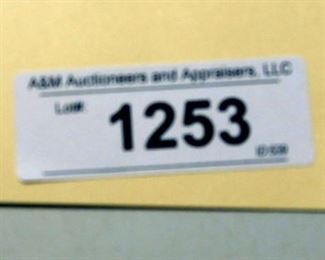 A&M Auctioneers and Appraisers, LLC
Lot#:
1253